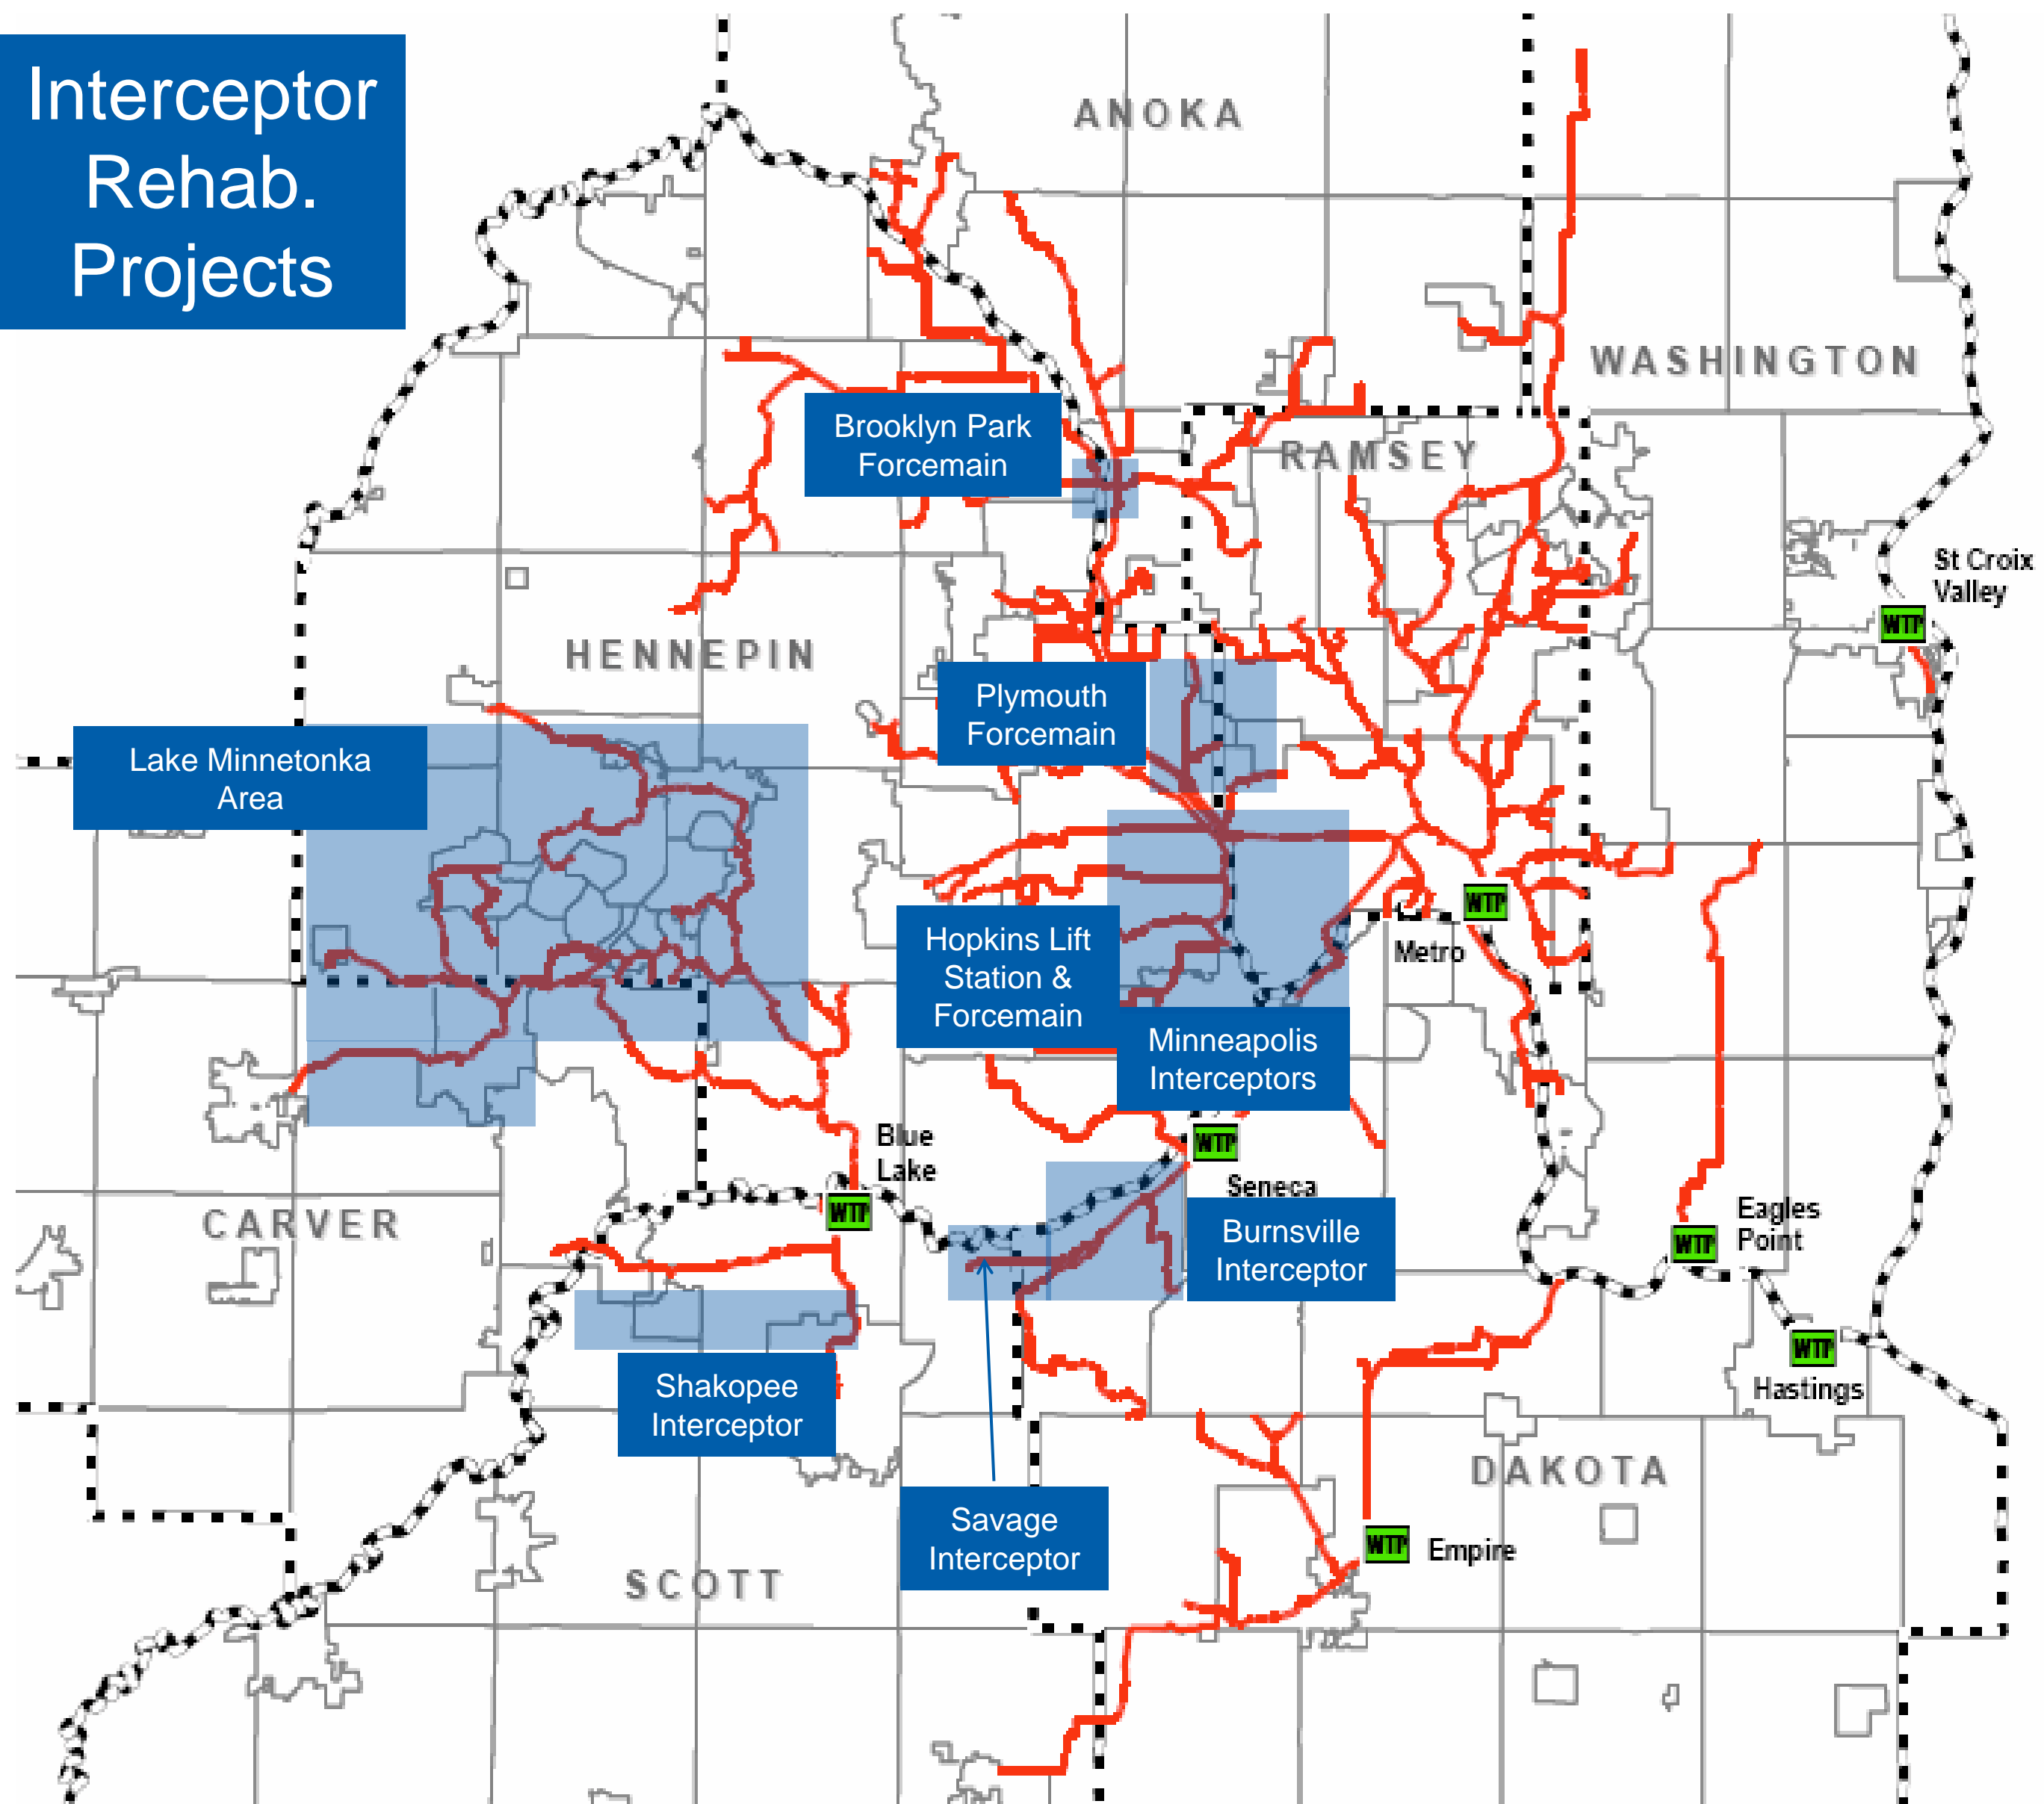 Interceptor
Rehab.
Projects
ANOKA
WASHINGTON
Brooklyn Park
Forcemain
RAMSEY
St Croix
Valley
WTP
HENNEPIN
Plymouth
Forcemain
Lake Minnetonka
Area
WTP
Metro
Hopkins Lift
Station &
Forcemain
Minneapolis
Interceptors
Blue
Lake
WTP
WTP
Seneca
CARVER
Burnsville
Interceptor
Eagles
Point
WTP
WTP
Hastings
Shakopee
Interceptor
DAKOTA
Savage
Interceptor
WTP
Empire
SCOTT